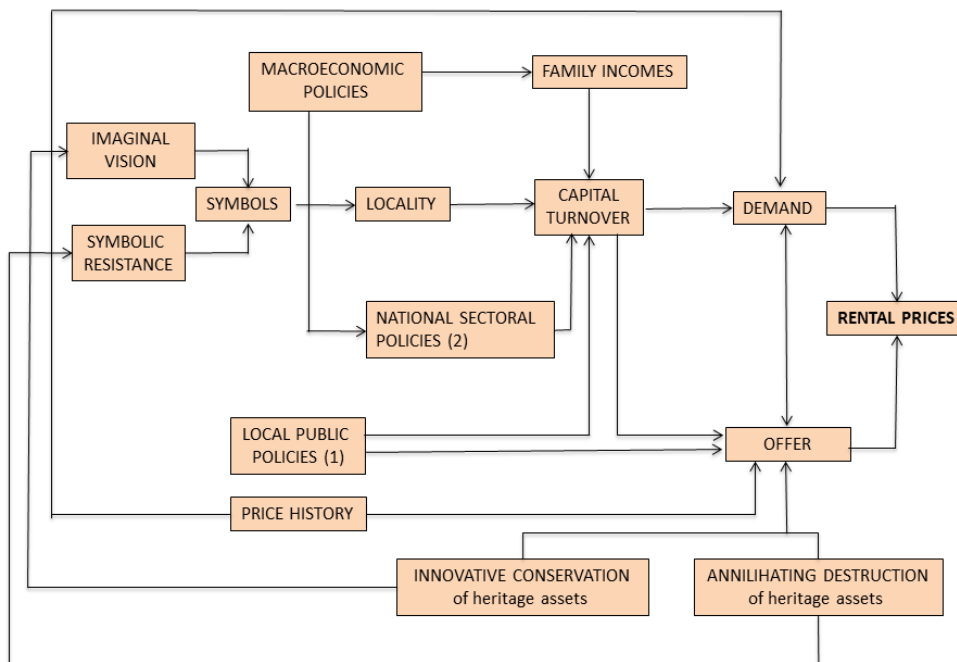 MACROECONOMIC
POLICIES
FAMILY INCOMES
IMAGINAL
VISION
SYMBOLS
LOCALITY
CAPITAL
TURNOVER
DEMAND
SYMBOLIC
RESISTANCE
NATIONAL SECTORAL
POLICIES (2)
RENTAL PRICES
LOCAL PUBLIC
POLICIES (1)
OFFER
PRICE HISTORY
INNOVATIVE CONSERVATION
of heritage assets
ANNILIHATING DESTRUCTION
of heritage assets